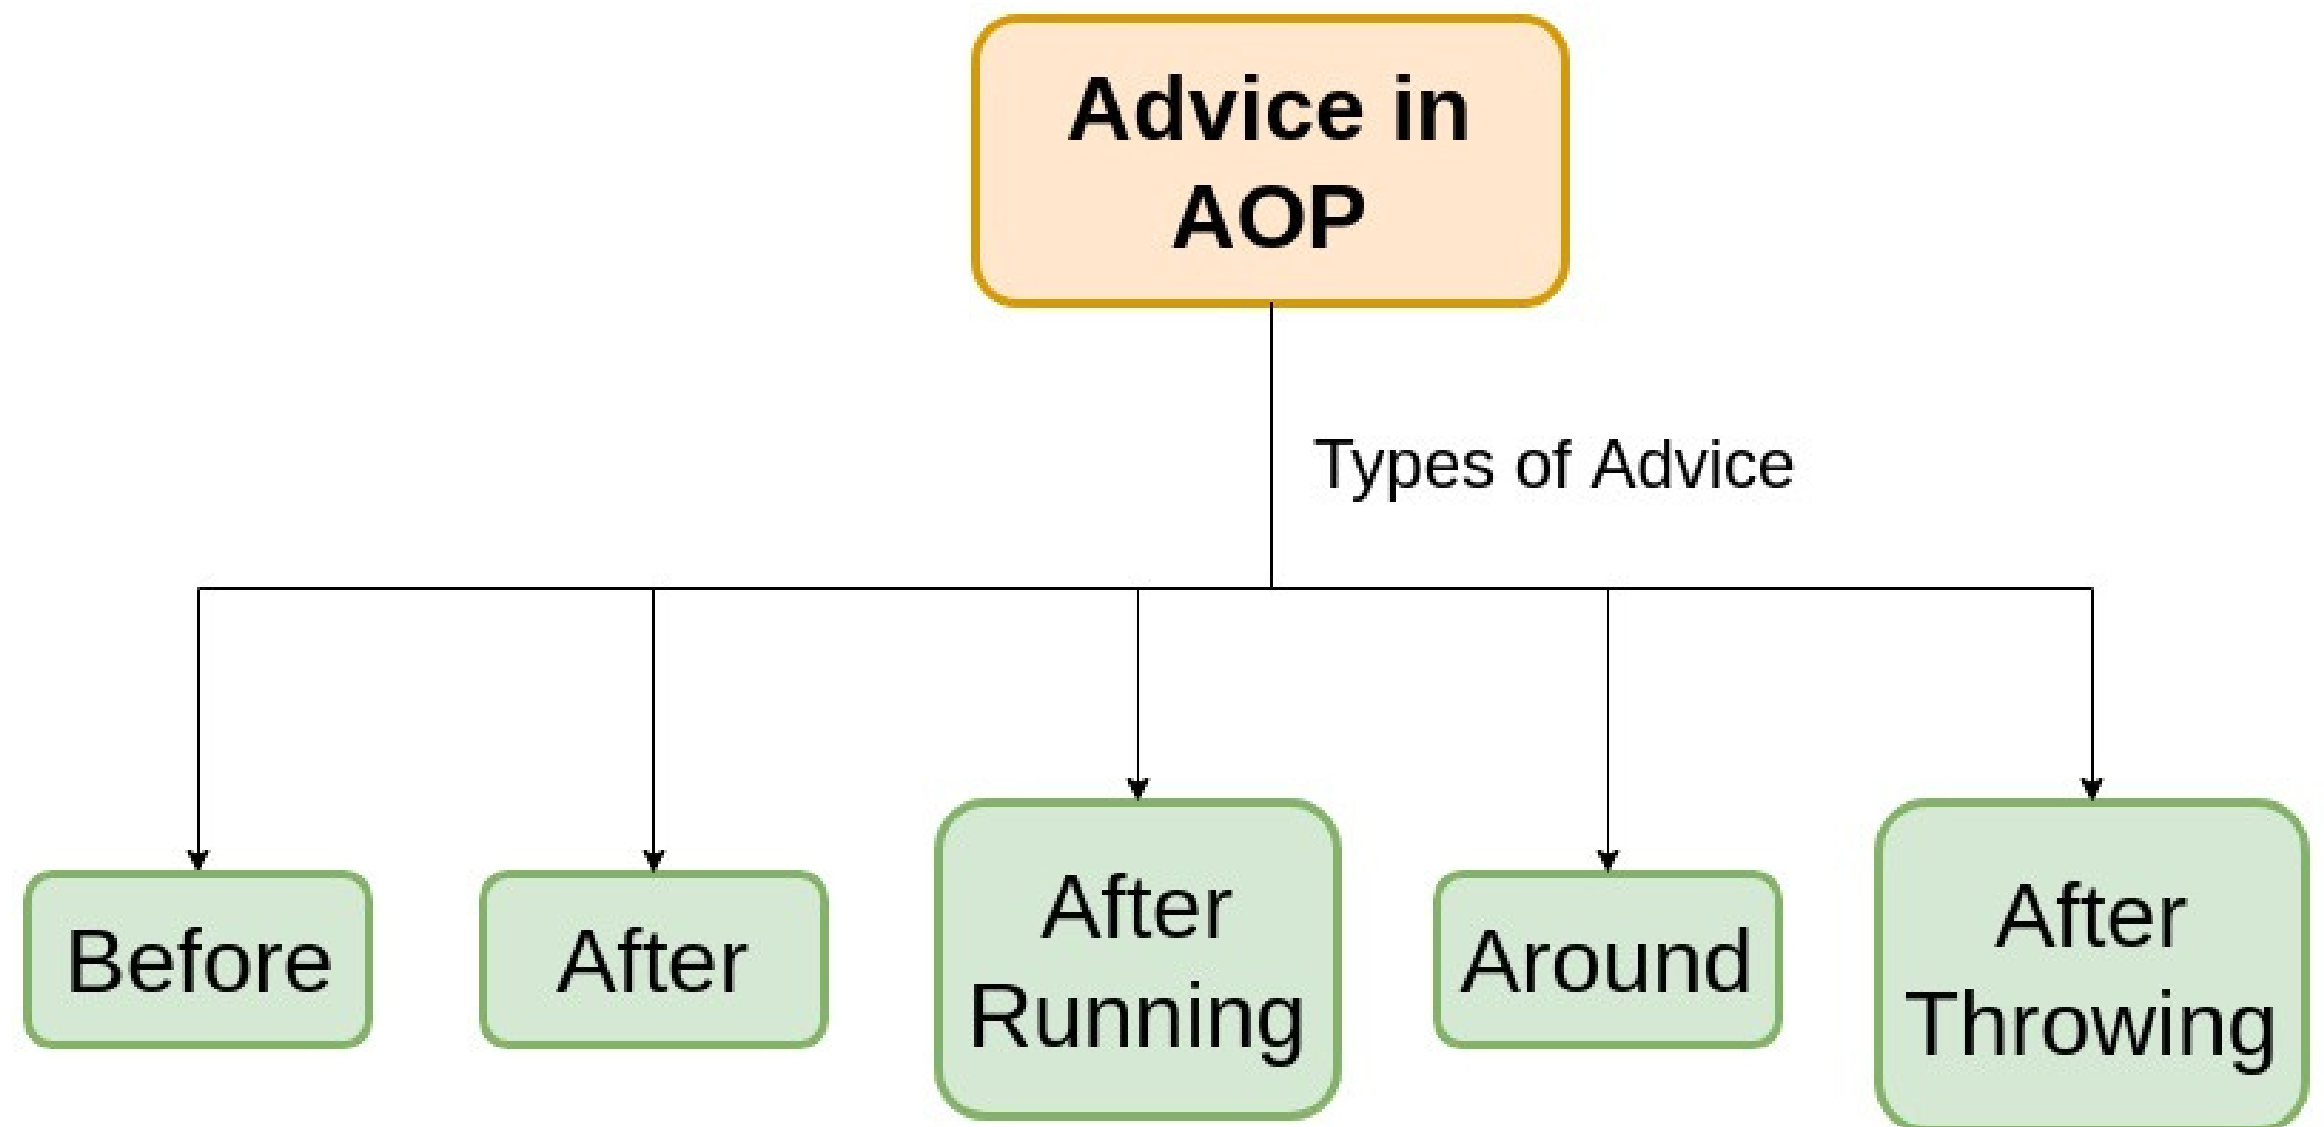 Advice in
AOP
Types of Advice
Before
After
After
Running
Around
After
Throwing